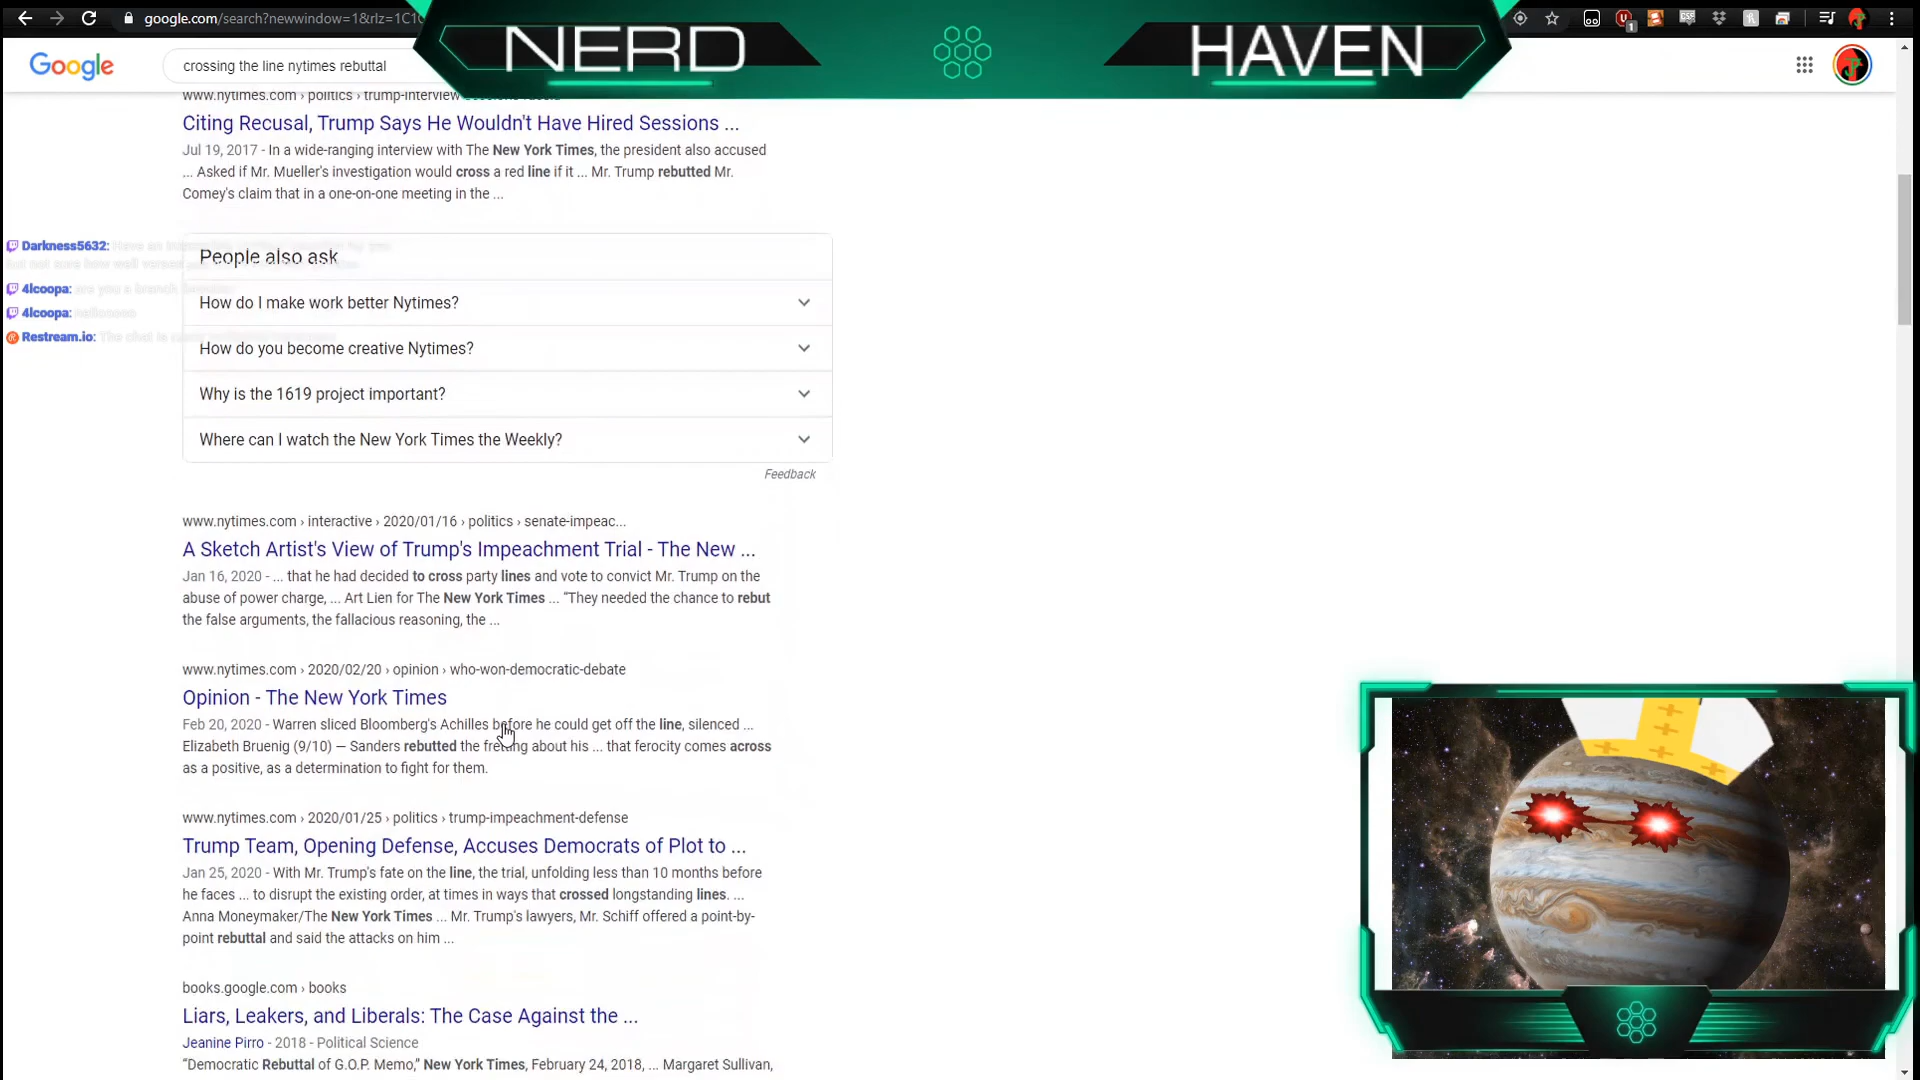 google.com/search?newwindow=1&rlz=1C1
NERD HAVEN
Google
crossing the line nytimes rebuttal
www.nytimes.com › politics › trump-interview
Citing Recusal, Trump Says He Wouldn't Have Hired Sessions ...
Jul 19, 2017 - In a wide-ranging interview with The New York Times, the president also accused
... Asked if Mr. Mueller's investigation would cross a red line if it ... Mr. Trump rebutted Mr.
Comey's claim that in a one-on-one meeting in the ...
Darkness5632:
People also ask
4lcoopa: are you a branch
How do I make work better Nytimes?
4lcoopa:
Restream.io: The chat is
How do you become creative Nytimes?
Why is the 1619 project important?
Where can I watch the New York Times the Weekly?
Feedback
www.nytimes.com › interactive › 2020/01/16 › politics › senate-impeac...
A Sketch Artist's View of Trump's Impeachment Trial - The New ...
Jan 16, 2020 - ... that he had decided to cross party lines and vote to convict Mr. Trump on the
abuse of power charge, ... Art Lien for The New York Times ... “They needed the chance to rebut
the false arguments, the fallacious reasoning, the ...
www.nytimes.com › 2020/02/20 › opinion › who-won-democratic-debate
Opinion - The New York Times
Feb 20, 2020 - Warren sliced Bloomberg's Achilles before he could get off the line, silenced ...
Elizabeth Bruenig (9/10) — Sanders rebutted the fretting about his ... that ferocity comes across
as a positive, as a determination to fight for them.
www.nytimes.com › 2020/01/25 › politics › trump-impeachment-defense
Trump Team, Opening Defense, Accuses Democrats of Plot to ...
Jan 25, 2020 - With Mr. Trump's fate on the line, the trial, unfolding less than 10 months before
he faces ... to disrupt the existing order, at times in ways that crossed longstanding lines. ...
Anna Moneymaker/The New York Times ... Mr. Trump's lawyers, Mr. Schiff offered a point-by-
point rebuttal and said the attacks on him ...
books.google.com › books
Liars, Leakers, and Liberals: The Case Against the ...
Jeanine Pirro - 2018 - Political Science
“Democratic Rebuttal of G.O.P. Memo,” New York Times, February 24, 2018, ... Margaret Sullivan,